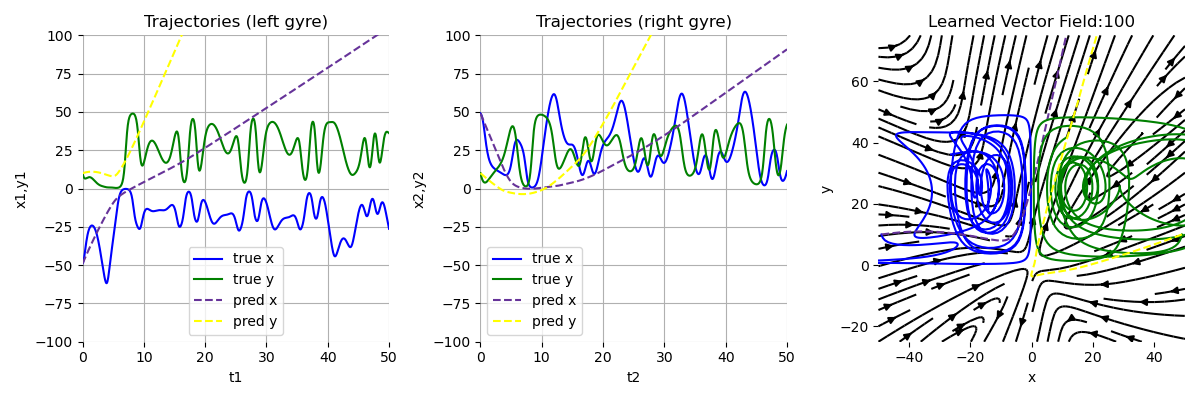 Trajectories (left gyre)
100
75
50
25
0
−25
−50
−75
−100
x1,y1
0
10
20
30
40
50
t1
true x
true y
pred x
pred y
Trajectories (right gyre)
100
75
50
25
0
−25
−50
−75
−100
x2,y2
0
10
20
30
40
50
t2
true x
true y
pred x
pred y
Learned Vector Field:100
60
40
20
0
−20
y
−40
−20
0
20
40
x